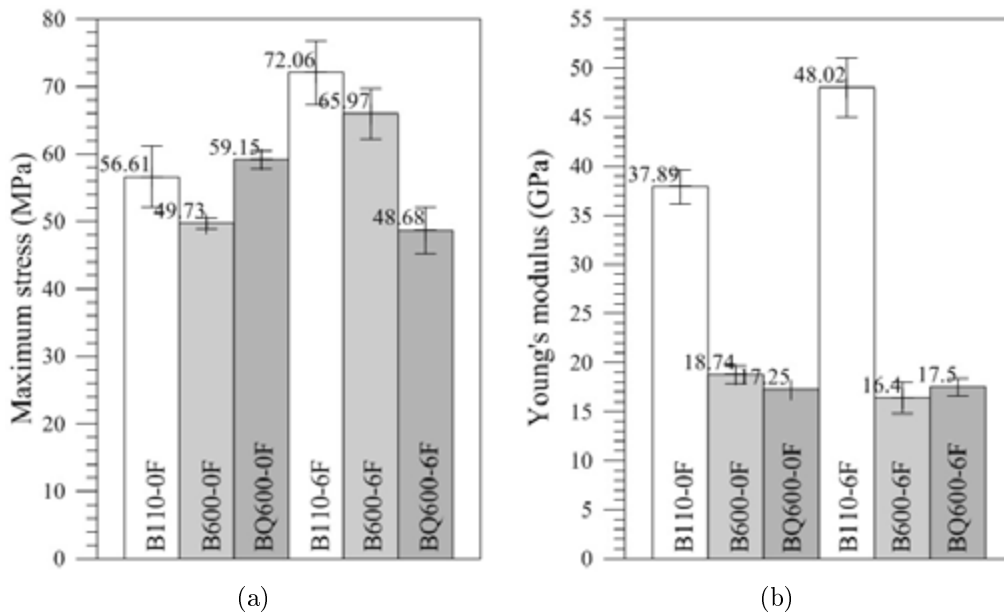 80
70
60
50
40
30
20
10
0
Maximum stress (MPa)
56.61
49.73
59.15
72.06
65.97
48.68
B110-0F
B600-0F
BQ600-0F
B110-6F
B600-6F
BQ600-6F
(a)
55
50
45
40
35
30
25
20
15
10
5
0
Young's modulus (GPa)
37.89
18.74
17.25
48.02
16.4
17.5
B110-0F
B600-0F
BQ600-0F
B110-6F
B600-6F
BQ600-6F
(b)